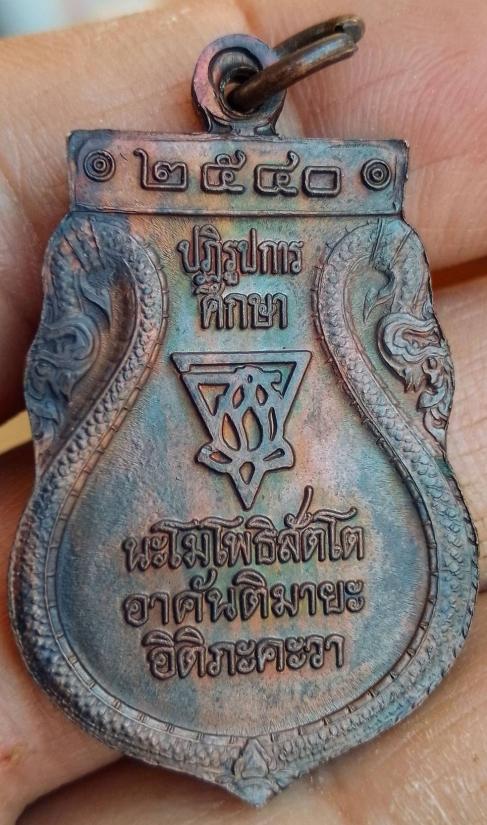 ๒๕๔๐
ปฏิรูปการ
ศึกษา
นะโมโพธิสัตโต
อาคันติมายะ
อิติภะคะวา